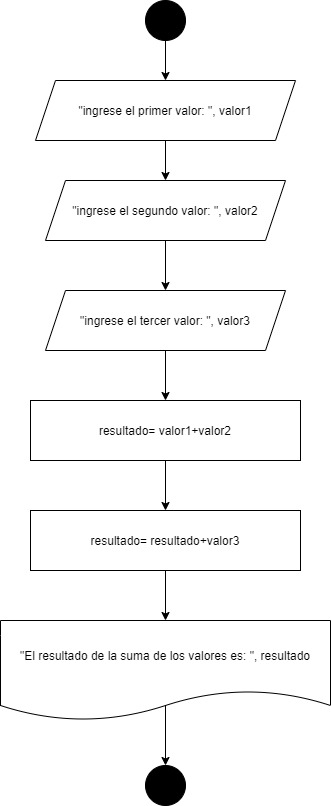 "ingrese el primer valor: ", valor1
"ingrese el segundo valor: ", valor2
"ingrese el tercer valor: ", valor3
resultado= valor1+valor2
resultado= resultado+valor3
"El resultado de la suma de los valores es: ", resultado